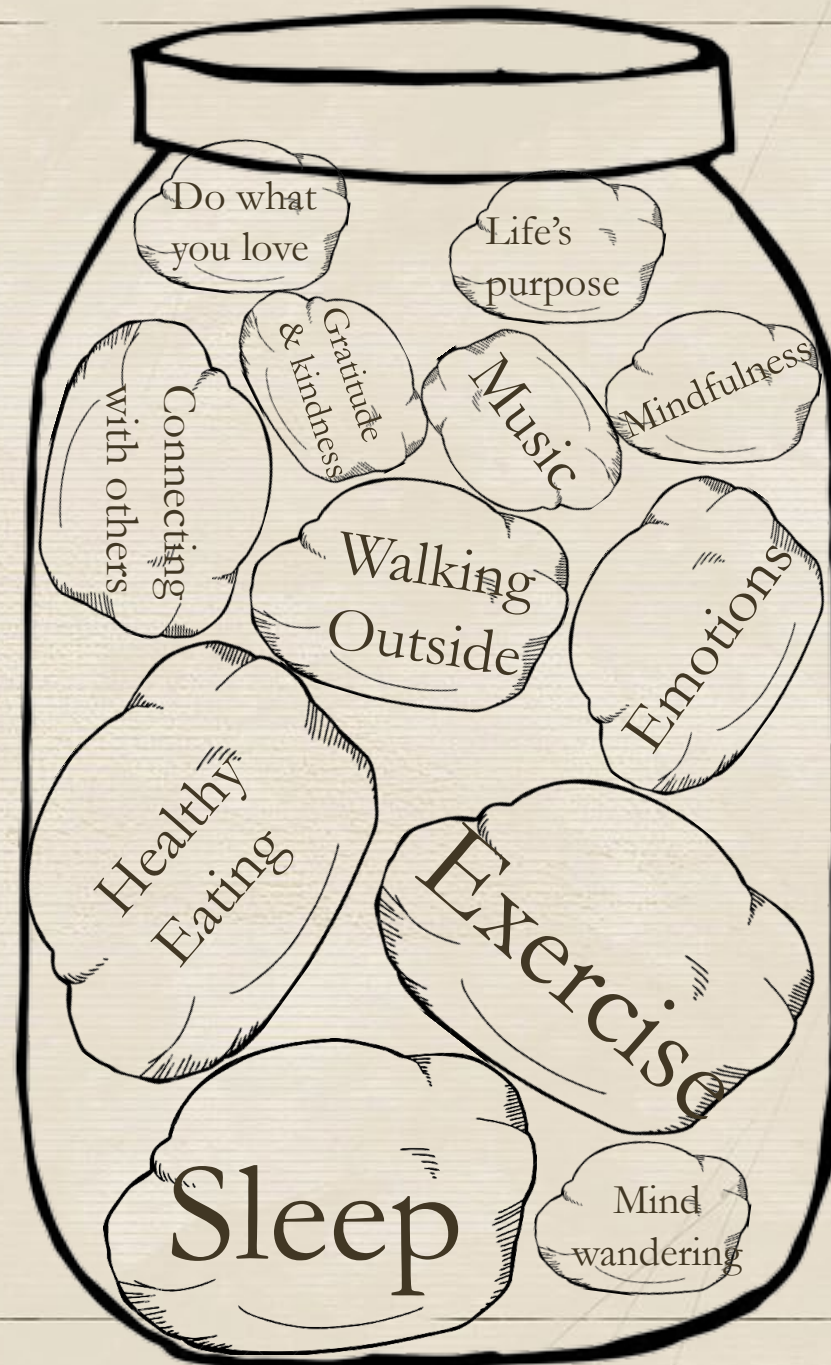 Do what
you love
Life's
purpose
Gratitude
& kindness
Music
Mindfulness
Connecting
with others
Walking
Outside
Emotions
Healthy
Eating
Exercise
Sleep
Mind
wandering